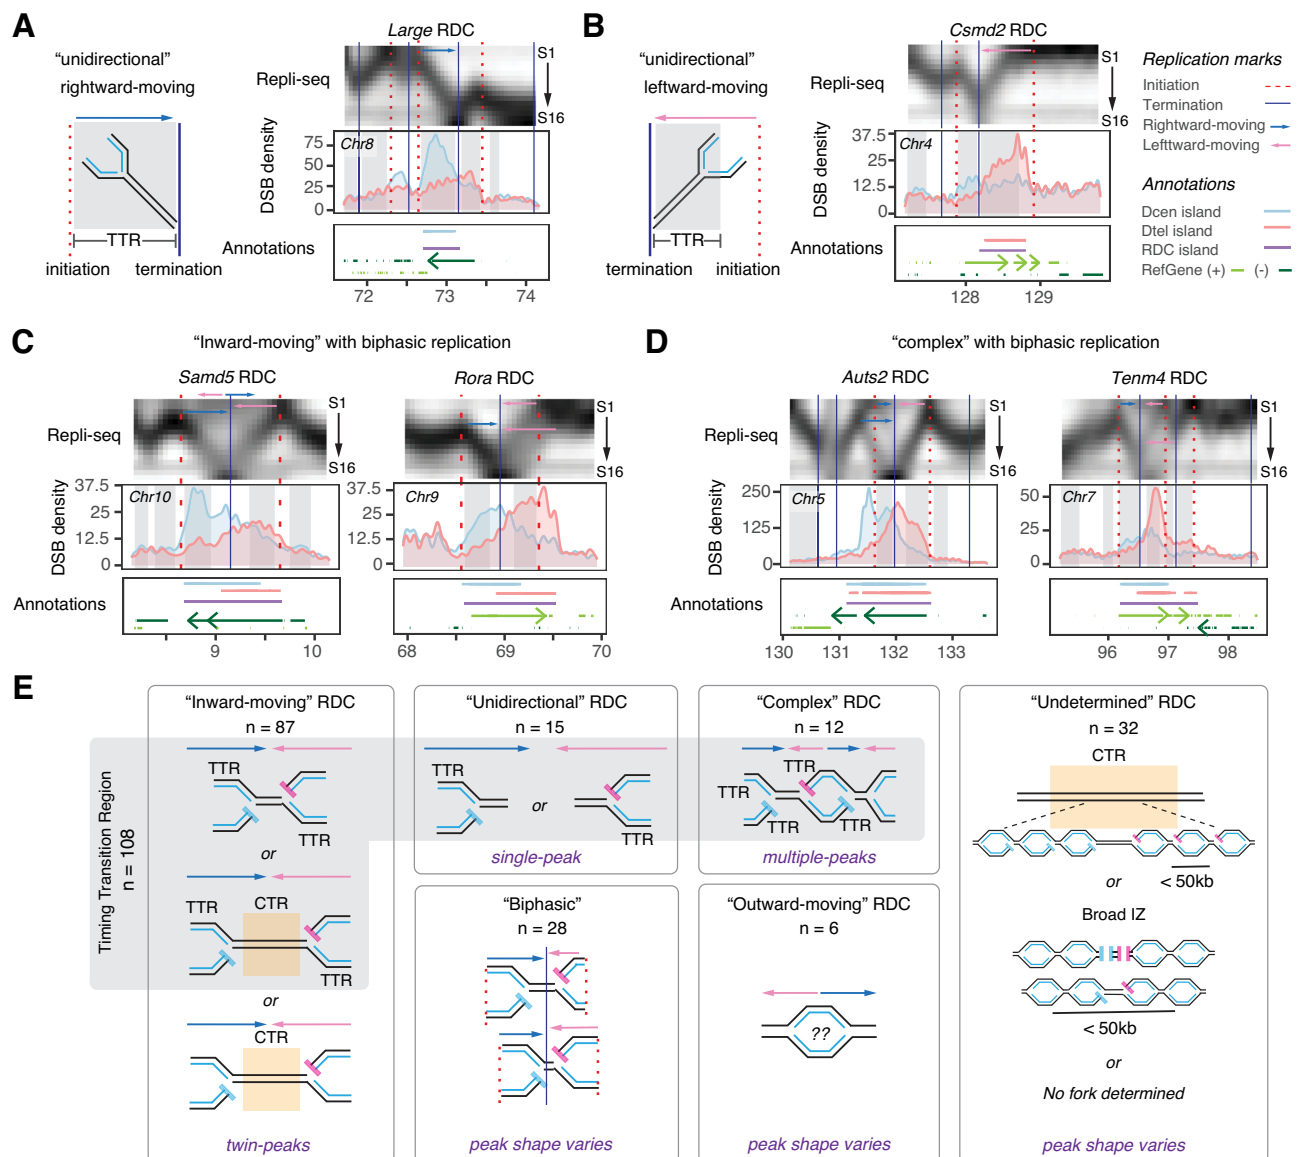 A
"unidirectional"
rightward-moving
TTR
initiation
termination
Large RDC
Repli-seq
S1
S16
DSB density
75
50
25
0
Chr8
Annotations
72
73
74
B
"unidirectional"
leftward-moving
TTR
termination
initiation
Csmd2 RDC
Repli-seq
S1
S16
DSB density
37.5
25
12.5
0
Chr4
Annotations
128
129
Replication marks
Initiation
Termination
Rightward-moving
Lefttward-moving
Annotations
Dcen island
Dtel island
RDC island
RefGene (+) (-)
C
"Inward-moving" with biphasic replication
Samd5 RDC
Rora RDC
Repli-seq
S1
S16
S1
S16
DSB density
37.5
25
12.5
0
Chr10
37.5
25
12.5
0
Chr9
Annotations
9
10
68
69
70
D
"complex" with biphasic replication
Auts2 RDC
Tenm4 RDC
Repli-seq
S1
S16
S1
S16
DSB density
250
125
0
Chr5
50
25
0
Chr7
Annotations
130
131
132
133
96
97
98
E
Timing Transition Region
n = 108
"Inward-moving" RDC
n = 87
TTR
TTR
or
TTR
CTR
TTR
or
CTR
twin-peaks
"Unidirectional" RDC
n = 15
or
TTR
single-peak
"Biphasic"
n = 28
peak shape varies
"Complex" RDC
n = 12
TTR
TTR
TTR
TTR
multiple-peaks
"Outward-moving" RDC
n = 6
??
peak shape varies
"Undetermined" RDC
n = 32
CTR
or
< 50kb
Broad IZ
< 50kb
or
No fork determined
peak shape varies